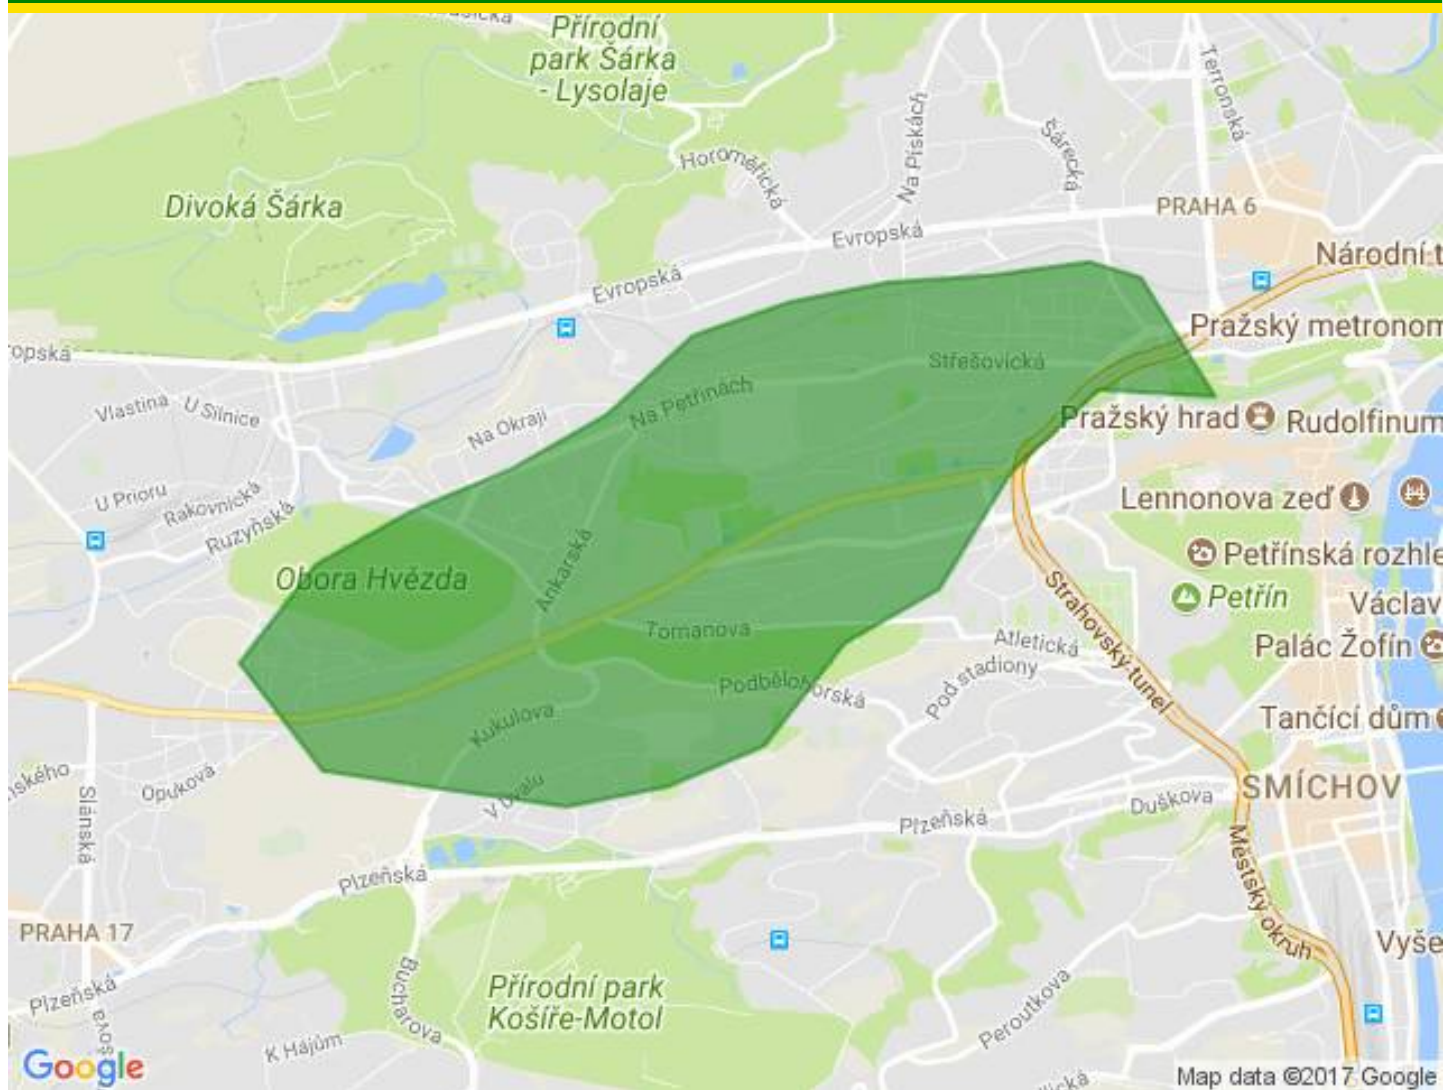 Přírodní
park Šárka
- Lysolaje
Terronská
Na Pískách
Šárecká
Horoměřická
Divoká Šárka
PRAHA 6
Evropská
Národní t
Evropská
Pražský metronom
opská
Střešovická
Vlastina
U Silnice
Na Petřinách
Na Okraji
Pražský hrad
Rudolfinum
U Prioru
Rakovnická
Ruzyňská
Lennonova zeď
Petřínská rozhle
Obora Hvězda
Ankarská
Petřín
Václav
Strahovský tunel
Tomanova
Atletická
Palác Žofín
Podbělohorská
Pod stadiony
Kukulova
Tančící dům
nského
Opuková
V Úvalu
SMÍCHOV
Duškova
Slánská
Plzeňská
Plzeňská
Městský okruh
PRAHA 17
Vyše
Plzeňská
Bucharova
Přírodní park
Košíře-Motol
Peroutkova
K Hájům
Google
Map data ©2017 Google